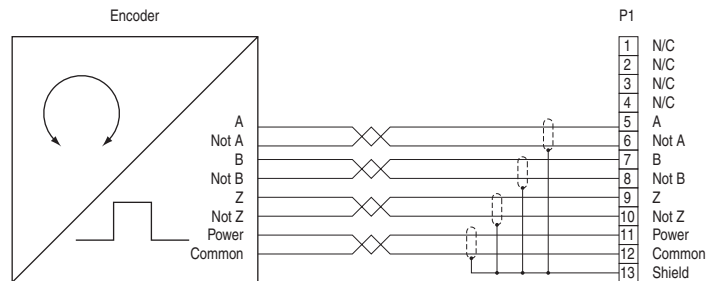 Encoder
P1
1 N/C
2 N/C
3 N/C
4 N/C
A 5 A
Not A 6 Not A
B 7 B
Not B 8 Not B
Z 9 Z
Not Z 10 Not Z
Power 11 Power
Common 12 Common
13 Shield